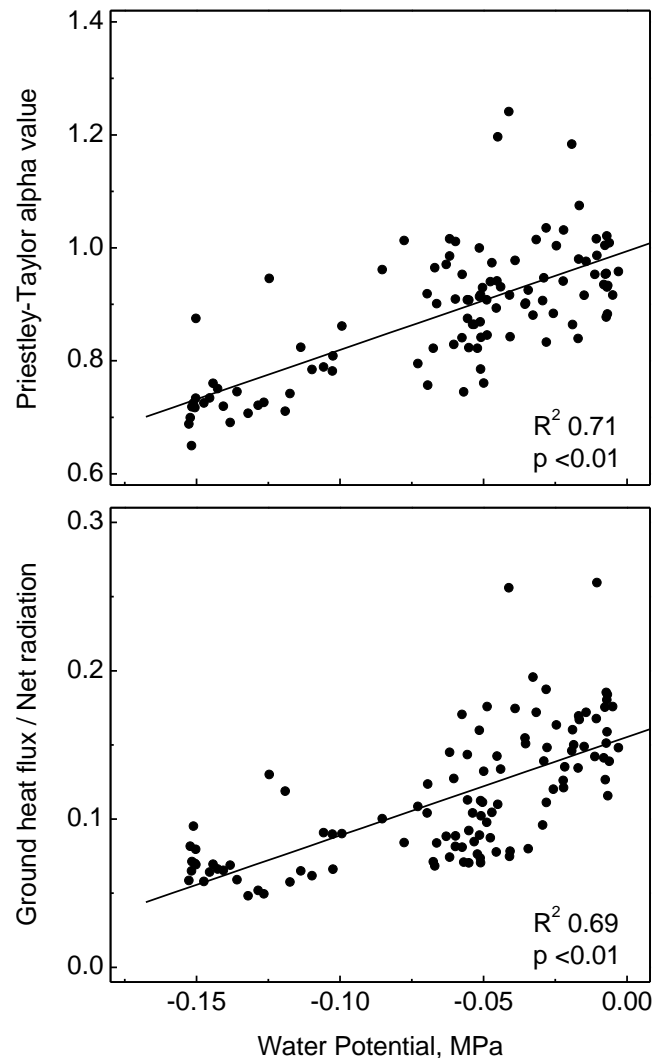 1.4
1.2
1.0
0.8
0.6
Priestley-Taylor alpha value
R² 0.71
p <0.01
0.3
0.2
0.1
0.0
Ground heat flux / Net radiation
R² 0.69
p <0.01
-0.15 -0.10 -0.05 0.00
Water Potential, MPa